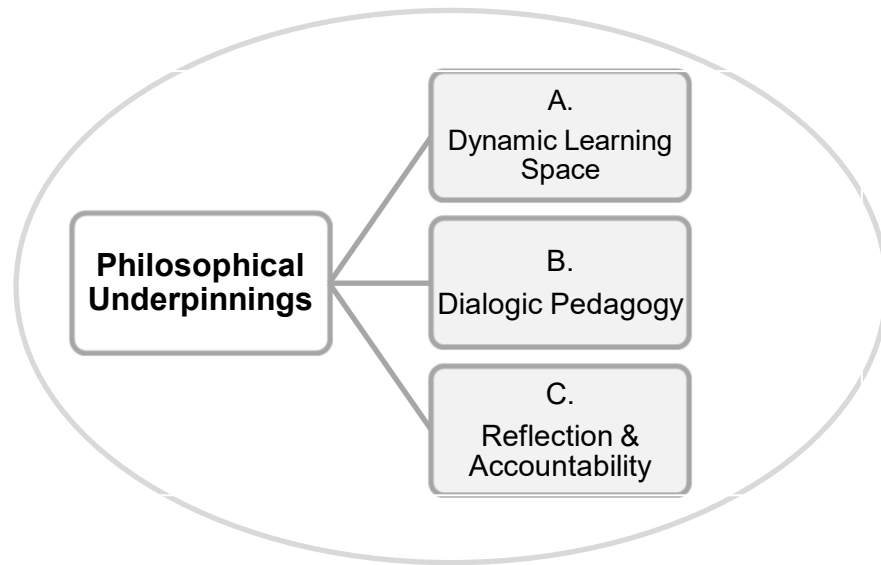 Philosophical
Underpinnings
A.
Dynamic Learning
Space
B.
Dialogic Pedagogy
C.
Reflection &
Accountability